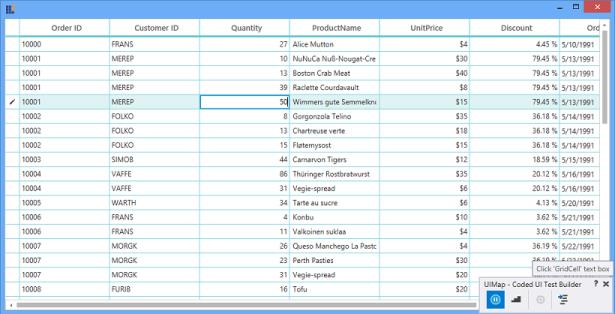 Order ID Customer ID Quantity ProductName UnitPrice Discount Ord
10000 FRANS 27 Alice Mutton $4 4.45 % 5/10/1991
10001 MEREP 10 NuNuCa Nuß-Nougat-Cre $30 79.45 % 5/13/1991
10001 MEREP 13 Boston Crab Meat $40 79.45 % 5/13/1991
10001 MEREP 39 Raclette Courdavault $8 79.45 % 5/13/1991
10001 MEREP 50 Wimmers gute Semmelkn $15 79.45 % 5/13/1991
10002 FOLKO 8 Gorgonzola Telino $35 36.18 % 5/14/1991
10002 FOLKO 13 Chartreuse verte $18 36.18 % 5/14/1991
10002 FOLKO 15 Fløtemysost $15 36.18 % 5/14/1991
10003 SIMOB 44 Carnarvon Tigers $12 18.59 % 5/15/1991
10004 VAFFE 86 Thüringer Rostbratwurst $35 20.12 % 5/16/1991
10004 VAFFE 31 Vegie-spread $6 20.12 % 5/16/1991
10005 WARTH 34 Tarte au sucre $6 4.13 % 5/20/1991
10006 FRANS 4 Konbu $10 3.62 % 5/21/1991
10006 FRANS 11 Valkoinen suklaa $4 3.62 % 5/21/1991
10007 MORGK 26 Queso Manchego La Pasto $4 36.19 % 5/22/1991
10007 MORGK 23 Perth Pasties $30
10007 MORGK 31 Vegie-spread $20
10008 FURIB 16 Tofu $20
Click 'GridCell' text box
UIMap - Coded UI Test Builder ?